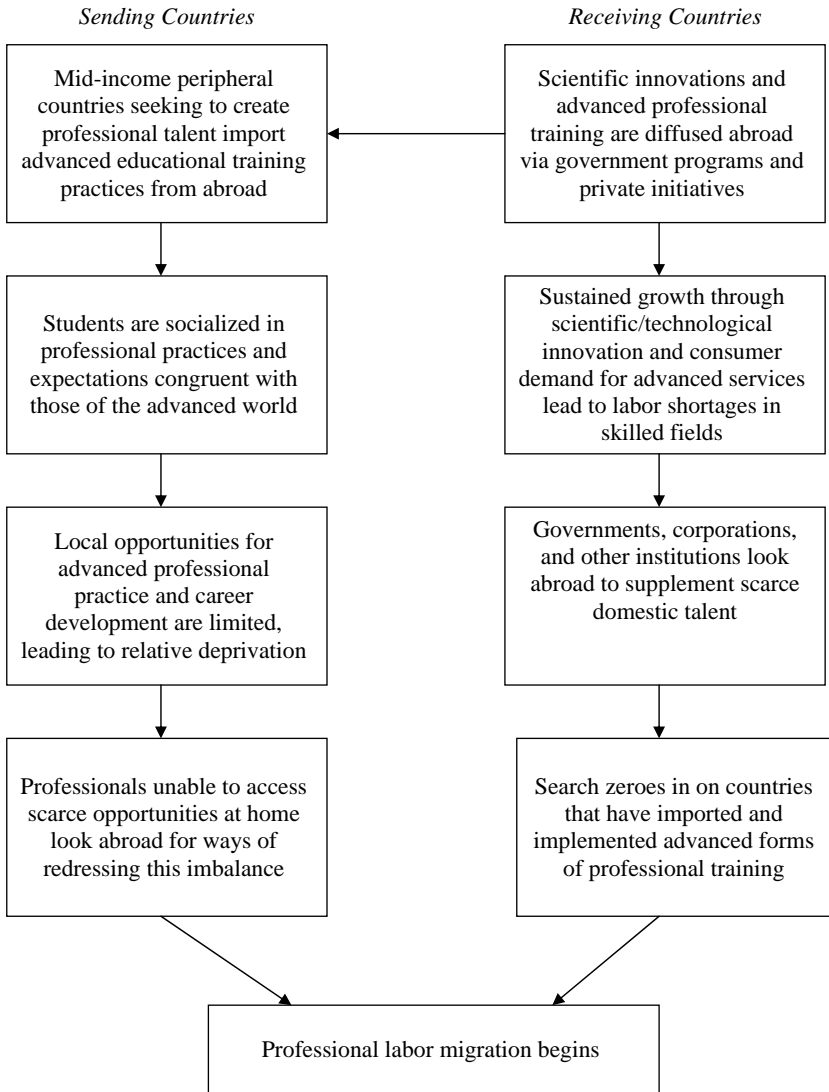 Sending Countries
Receiving Countries
Mid-income peripheral
countries seeking to create
professional talent import
advanced educational training
practices from abroad
Scientific innovations and
advanced professional
training are diffused abroad
via government programs and
private initiatives
Students are socialized in
professional practices and
expectations congruent with
those of the advanced world
Sustained growth through
scientific/technological
innovation and consumer
demand for advanced services
lead to labor shortages in
skilled fields
Local opportunities for
advanced professional
practice and career
development are limited,
leading to relative deprivation
Governments, corporations,
and other institutions look
abroad to supplement scarce
domestic talent
Professionals unable to access
scarce opportunities at home
look abroad for ways of
redressing this imbalance
Search zeroes in on countries
that have imported and
implemented advanced forms
of professional training
Professional labor migration begins